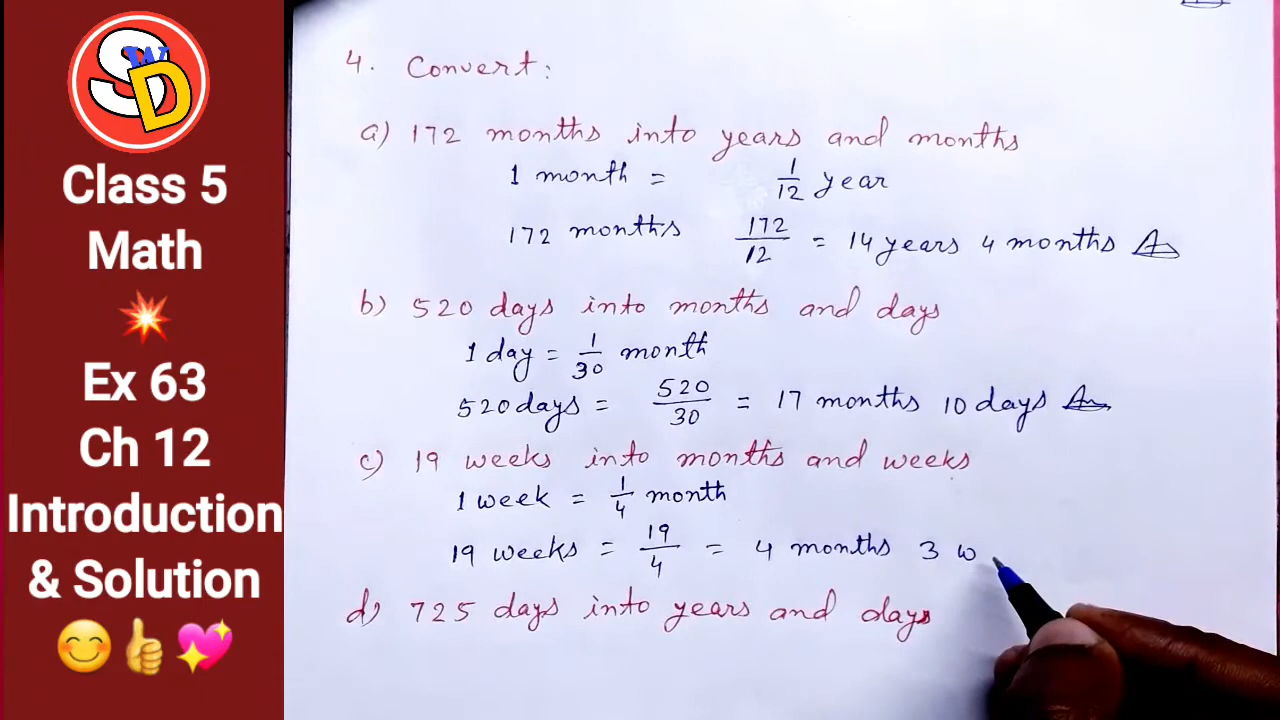 SWD
Class 5
Math
Ex 63
Ch 12
Introduction
& Solution
4. Convert:
a) 172 months into years and months
1 month = 1/12 year
172 months 172/12 = 14 years 4 months
b) 520 days into months and days
1 day = 1/30 month
520 days = 520/30 = 17 months 10 days
c) 19 weeks into months and weeks
1 week = 1/4 month
19 weeks = 19/4 = 4 months 3 w
d) 725 days into years and days